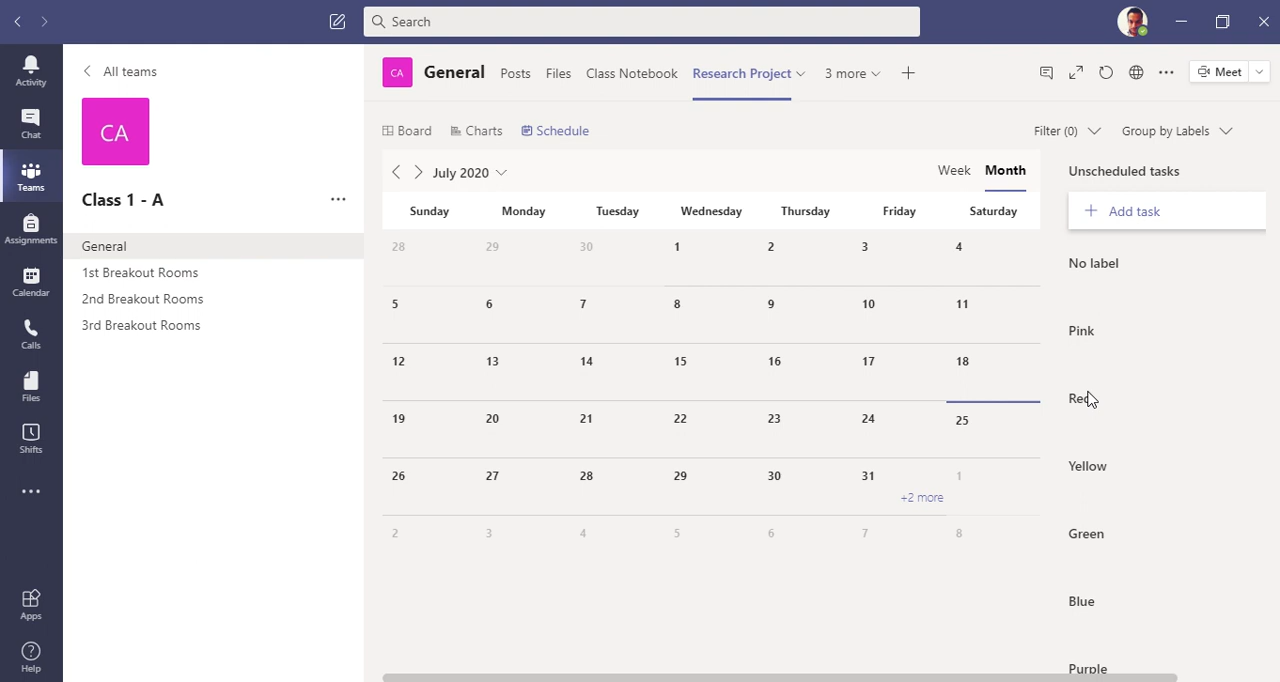 Search
Activity
Chat
Teams
Assignments
Calendar
Calls
Files
Shifts
Apps
Help
All teams
CA
Class 1 - A
General
1st Breakout Rooms
2nd Breakout Rooms
3rd Breakout Rooms
CA General Posts Files Class Notebook Research Project 3 more Meet
Board Charts Schedule Filter (0) Group by Labels
July 2020 Week Month
Sunday Monday Tuesday Wednesday Thursday Friday Saturday
28 29 30 1 2 3 4
5 6 7 8 9 10 11
12 13 14 15 16 17 18
19 20 21 22 23 24 25
26 27 28 29 30 31 1
+2 more
2 3 4 5 6 7 8
Unscheduled tasks
Add task
No label
Pink
Red
Yellow
Green
Blue
Purple